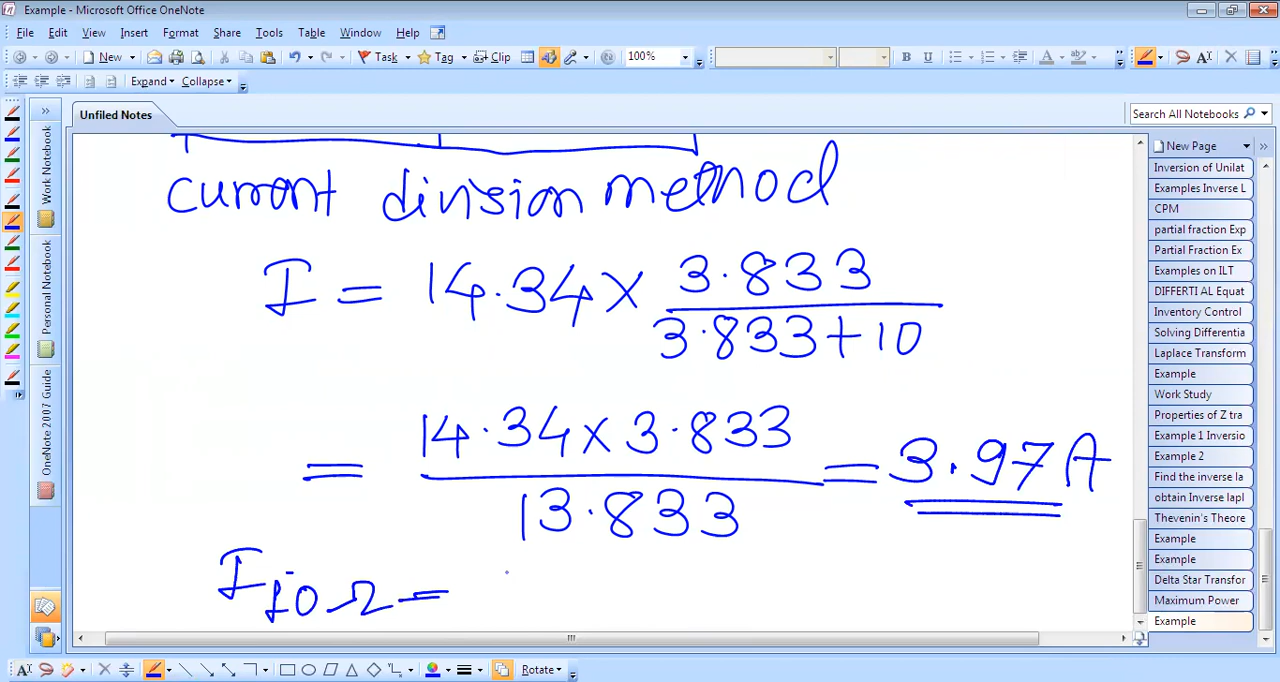 Example - Microsoft Office OneNote
File Edit View Insert Format Share Tools Table Window Help
New Task Tag Clip 100% B U A
Expand Collapse
Unfiled Notes
Search All Notebooks
Work Notebook
Personal Notebook
OneNote 2007 Guide
current division method
I = 14.34 × 3.833
3.833+10
= 14.34 × 3.833 = 3.97 A
13.833
I 10 Ω =
New Page
Inversion of Unilat
Examples Inverse L
CPM
partial fraction Exp
Partial Fraction Ex
Examples on ILT
DIFFERTI AL Equat
Inventory Control
Solving Differentia
Laplace Transform
Example
Work Study
Properties of Z tra
Example 1 Inversio
Example 2
Find the inverse la
obtain Inverse lapl
Thevenin's Theore
Example
Example
Delta Star Transfor
Maximum Power
Example
Rotate